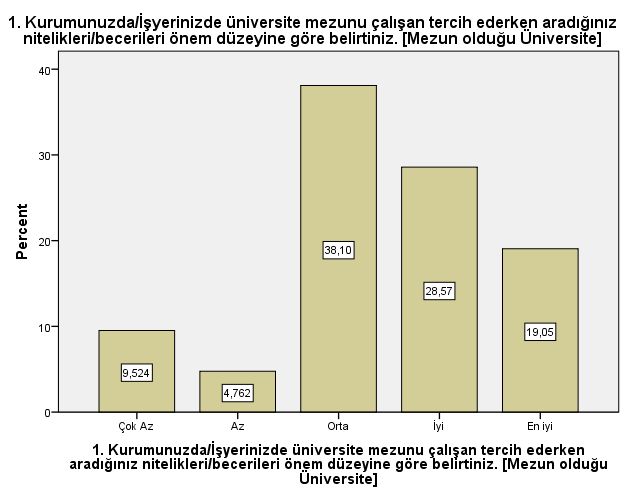 1. Kurumunuzda/İşyerinizde üniversite mezunu çalışan tercih ederken aradığınız
nitelikleri/becerileri önem düzeyine göre belirtiniz. [Mezun olduğu Üniversite]
Percent
40
30
20
10
0
9,524
4,762
38,10
28,57
19,05
Çok Az
Az
Orta
İyi
En iyi
1. Kurumunuzda/İşyerinizde üniversite mezunu çalışan tercih ederken
aradığınız nitelikleri/becerileri önem düzeyine göre belirtiniz. [Mezun olduğu
Üniversite]